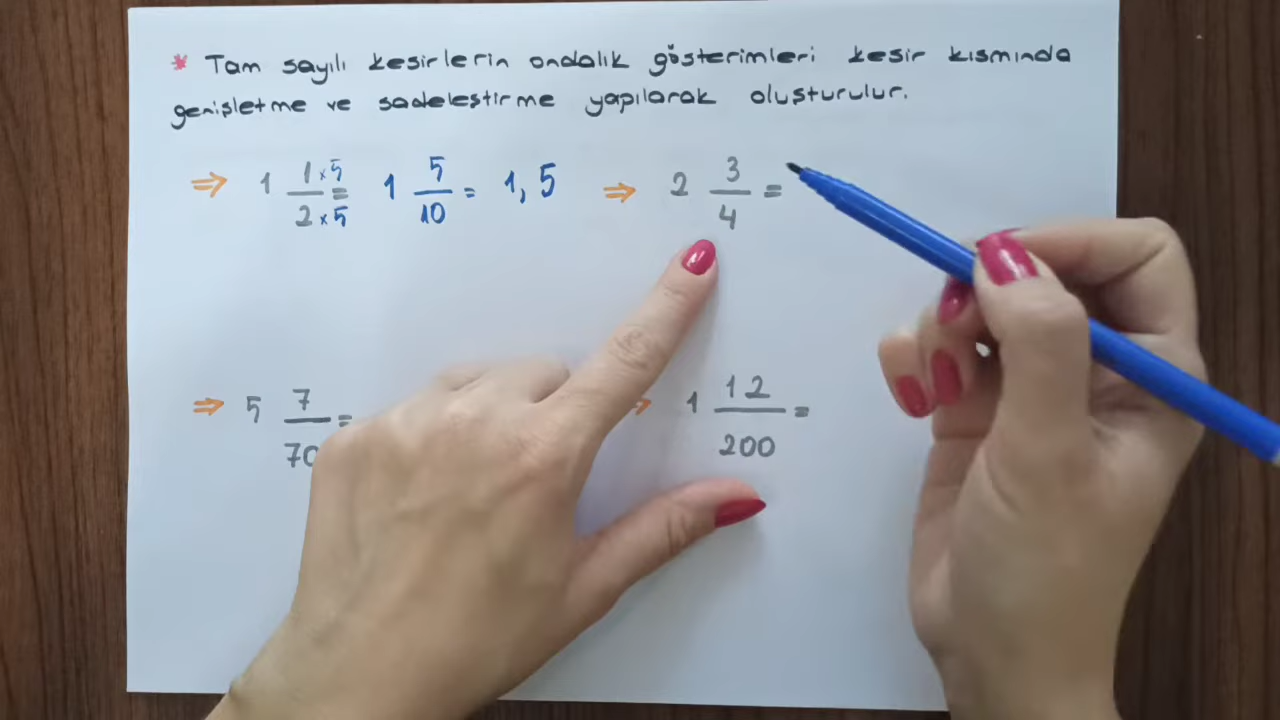 * Tam sayılı kesirlerin ondalık gösterimleri kesir kısmında
genişletme ve sadeleştirme yapılarak oluşturulur.
⇒ 1 1×5/2×5 = 1 5/10 = 1,5 ⇒ 2 3/4 =
⇒ 5 7/70 = ⇒ 1 12/200 =